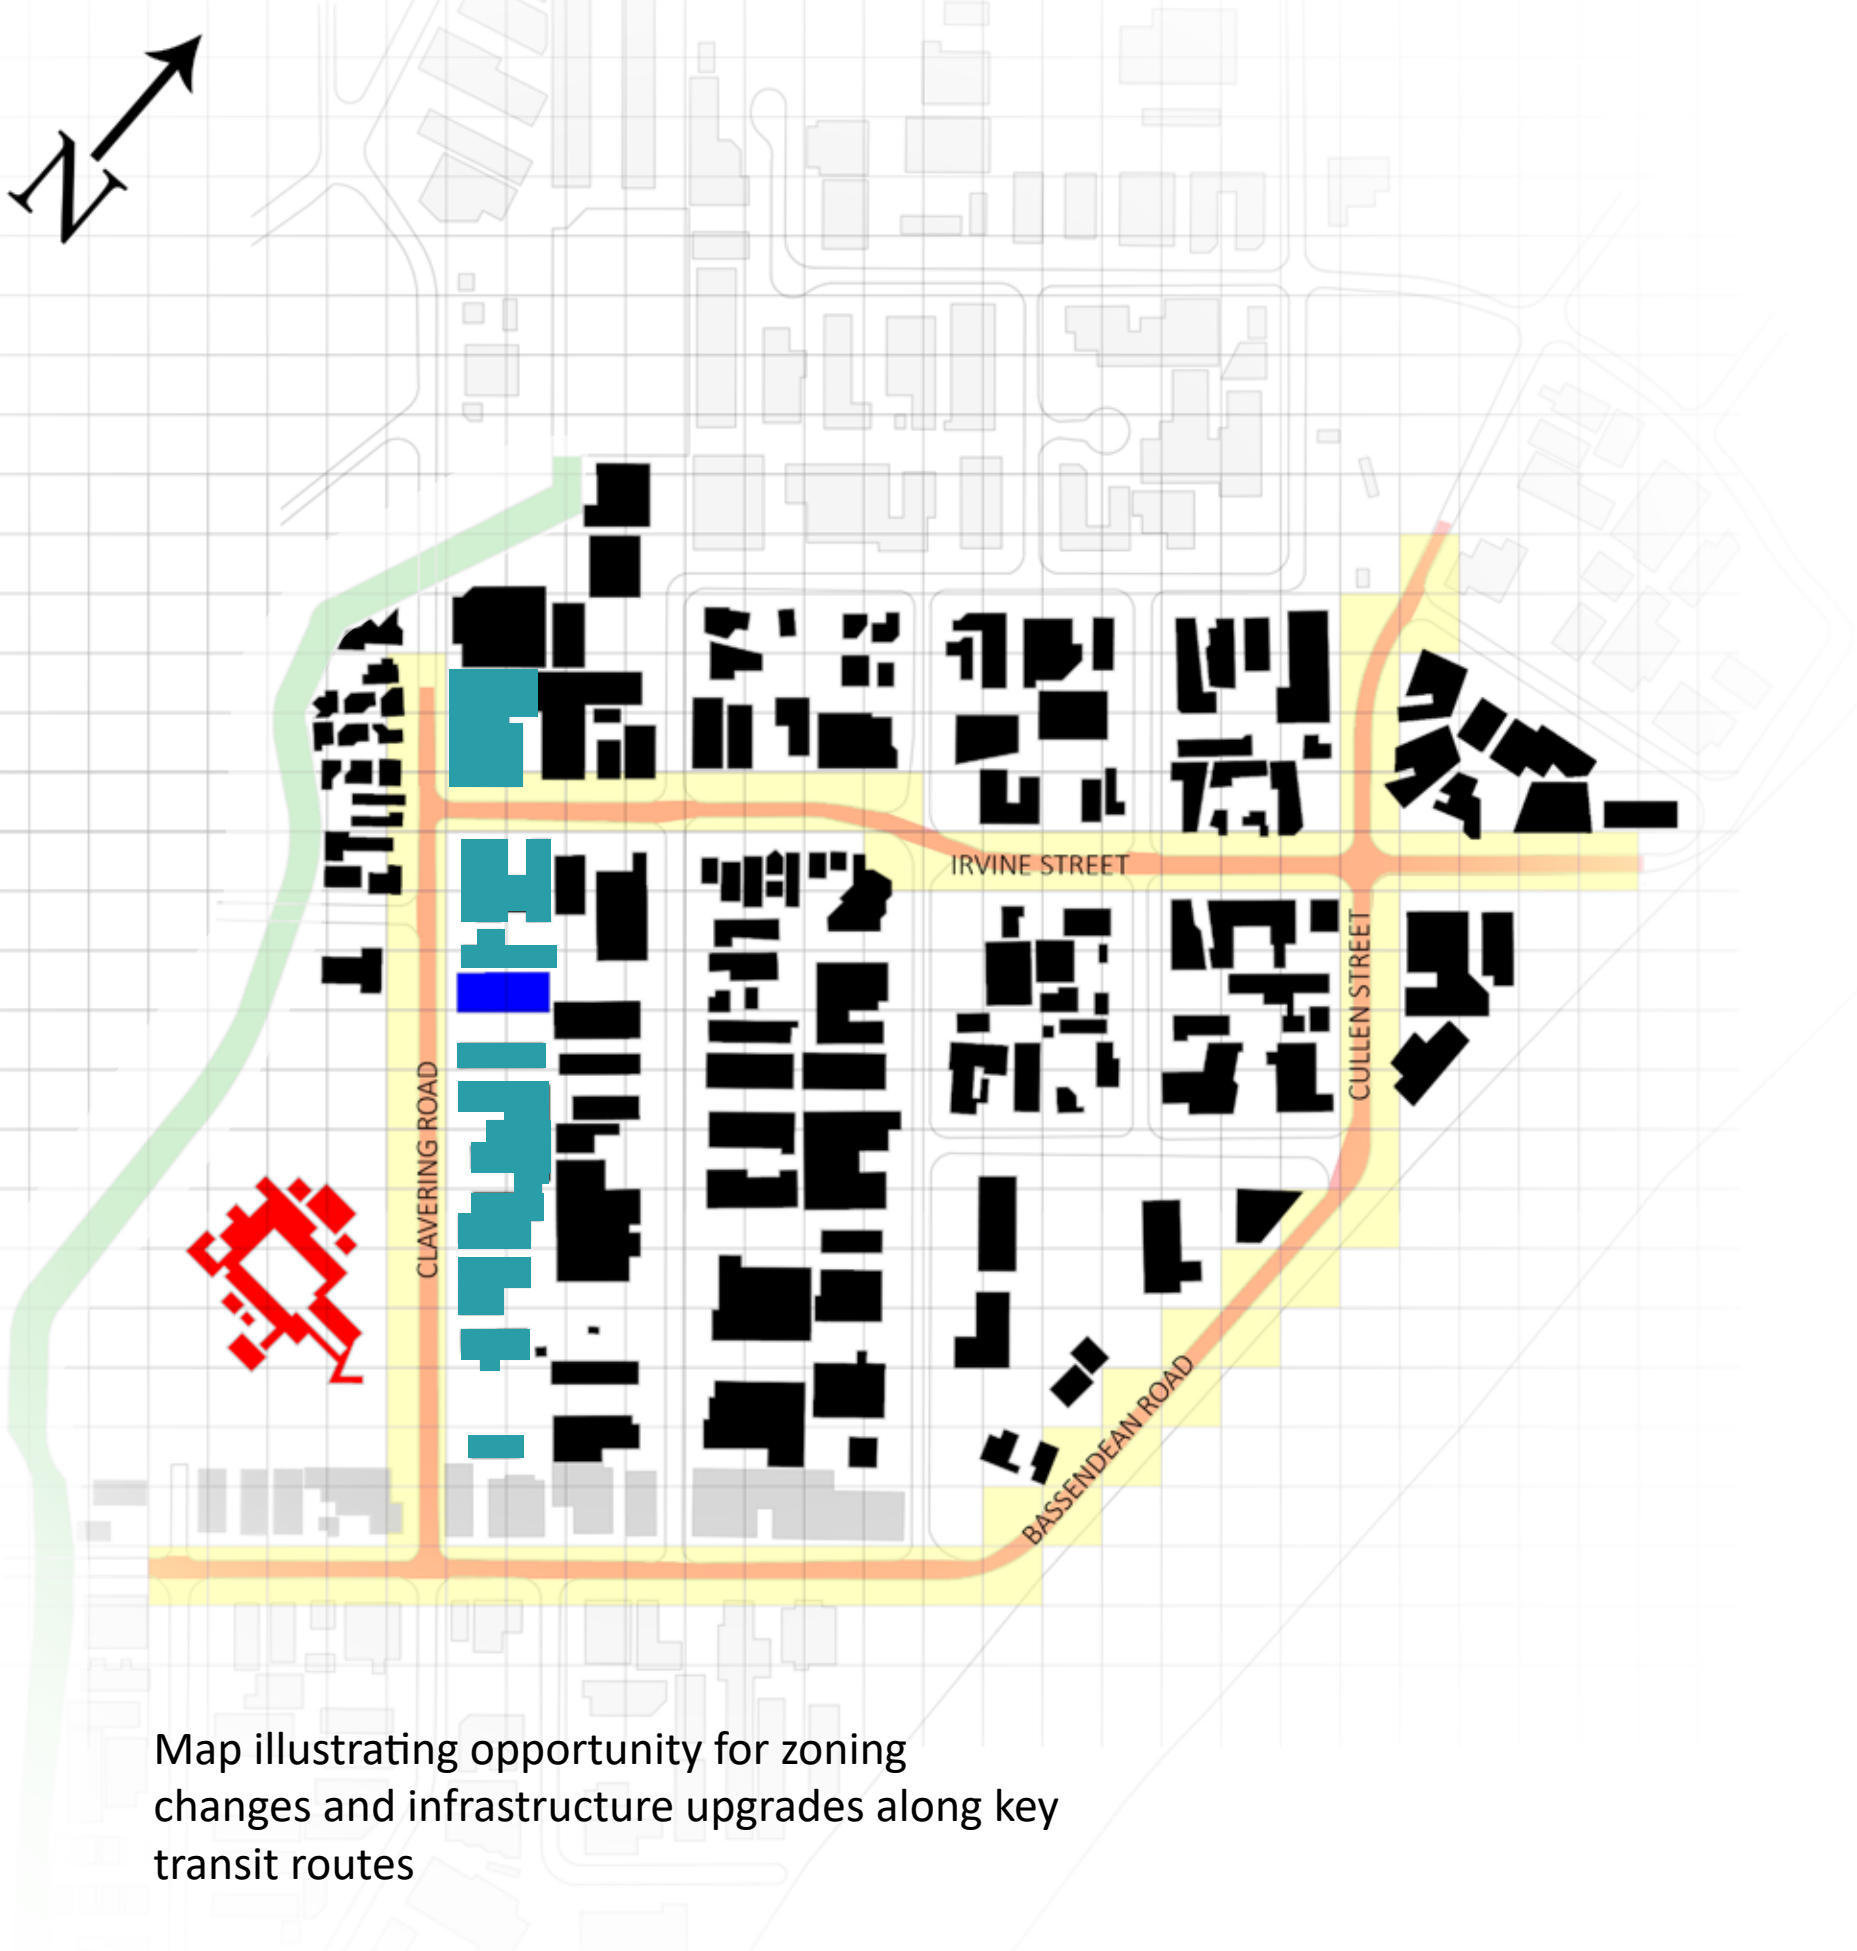 N
IRVINE STREET
CULLEN STREET
CLAVERING ROAD
BASSENDEAN ROAD
Map illustrating opportunity for zoning
changes and infrastructure upgrades along key
transit routes